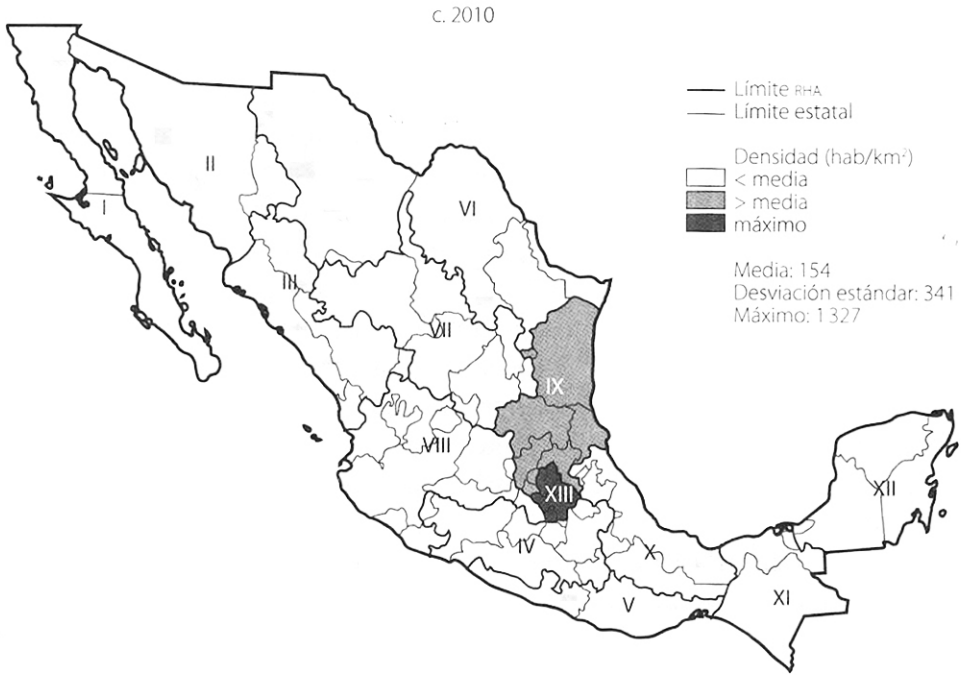 c. 2010
Límite RHA
Límite estatal
Densidad (hab/km²)
< media
> media
máximo
Media: 154
Desviación estándar: 341
Máximo: 1 327
II
I
VI
III
VII
IX
VIII
XIII
XII
IV
X
V
XI